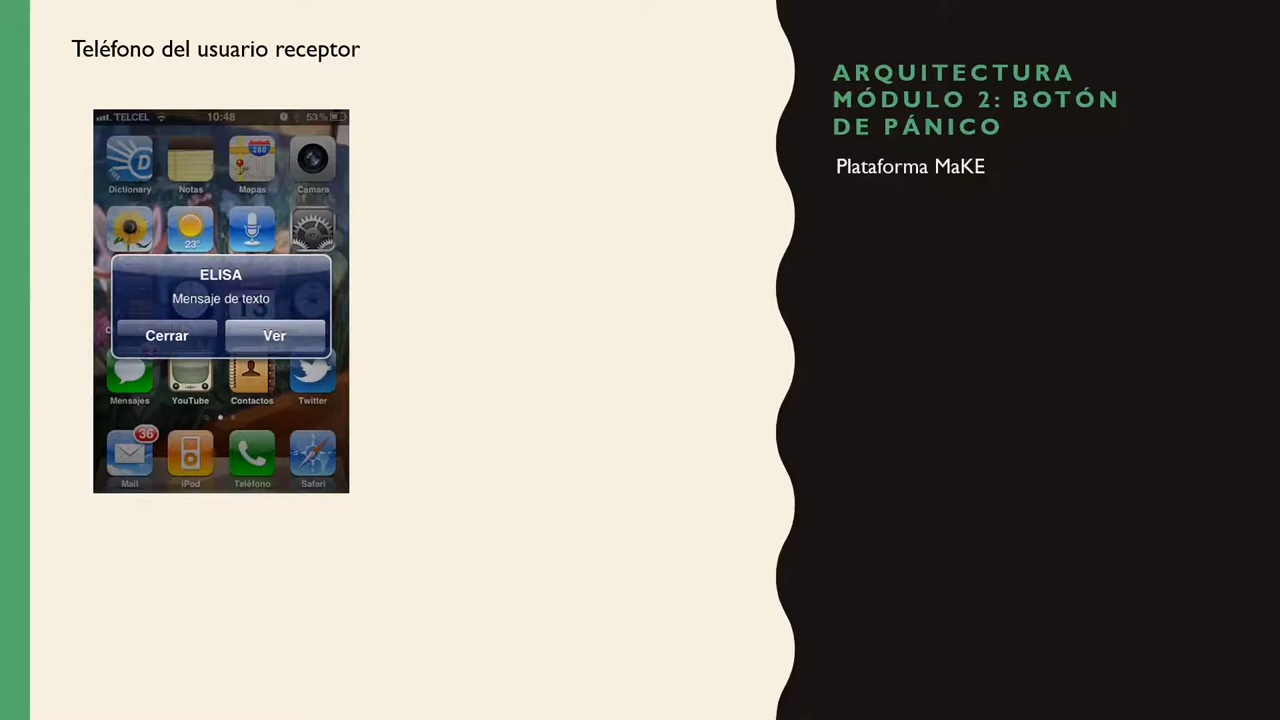 Teléfono del usuario receptor
TELCEL 10:48 53%
Dictionary Notas Mapas Camara
280
23°
ELISA
Mensaje de texto
Cerrar Ver
Mensajes YouTube Contactos Twitter
36
Mail iPod Teléfono Safari
ARQUITECTURA
MÓDULO 2: BOTÓN
DE PÁNICO
Plataforma MaKE